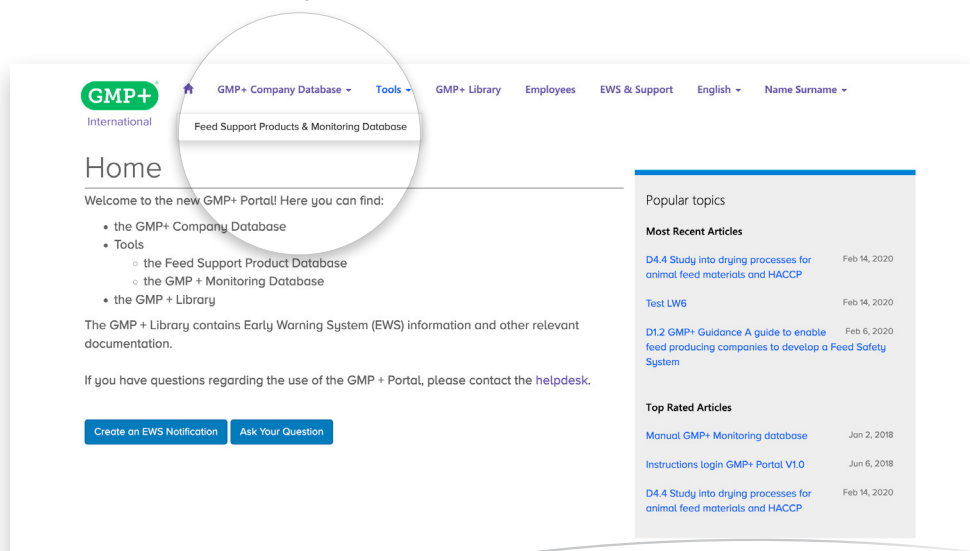 GMP+
International
GMP+ Company Database
Tools
GMP+ Library
Employees
EWS & Support
English
Name Surname
Feed Support Products & Monitoring Database
Home
Welcome to the new GMP+ Portal! Here you can find:
• the GMP+ Company Database
• Tools
◦ the Feed Support Product Database
◦ the GMP + Monitoring Database
• the GMP + Library
The GMP + Library contains Early Warning System (EWS) information and other relevant
documentation.
If you have questions regarding the use of the GMP + Portal, please contact the helpdesk.
Create an EWS Notification
Ask Your Question
Popular topics
Most Recent Articles
D4.4 Study into drying processes for Feb 14, 2020
animal feed materials and HACCP
Test LW6 Feb 14, 2020
D1.2 GMP+ Guidance A guide to enable Feb 6, 2020
feed producing companies to develop a Feed Safety
System
Top Rated Articles
Manual GMP+ Monitoring database Jan 2, 2018
Instructions login GMP+ Portal V1.0 Jun 6, 2018
D4.4 Study into drying processes for Feb 14, 2020
animal feed materials and HACCP